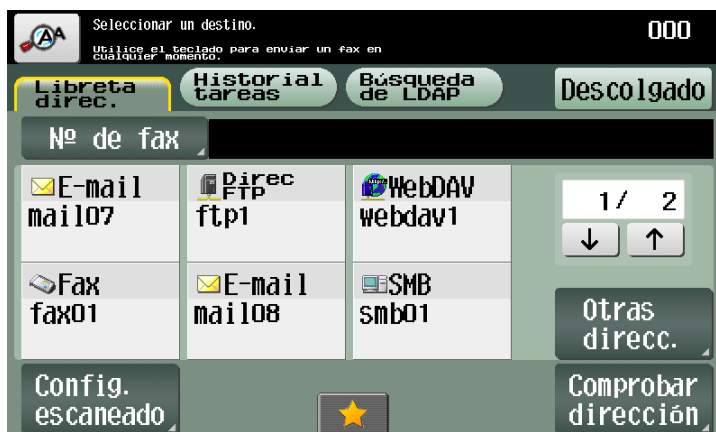 Seleccionar un destino.
000
Utilice el teclado para enviar un fax en
cualquier momento.
Libreta
direc.
Historial
tareas
Búsqueda
de LDAP
Descolgado
Nº de fax
E-mail
mail07
Direc
FTP
ftp1
WebDAV
webdav1
1/ 2
↓ ↑
Fax
fax01
E-mail
mail08
SMB
smb01
Otras
direcc.
Config.
escaneado
Comprobar
dirección